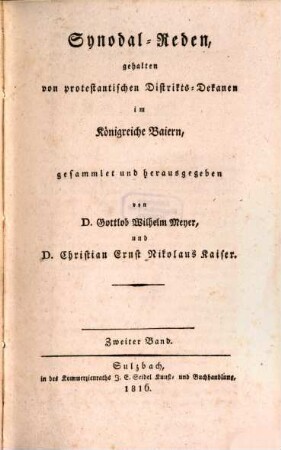 Synodal-Reden,
gehalten
von protestantischen Distrikts-Dekanen
im
Königreiche Baiern,
gesammlet und herausgegeben
von
D. Gottlob Wilhelm Meyer,
und
D. Christian Ernst Nikolaus Kaiser.
Zweiter Band.
Sulzbach,
in des Kommerzienraths J. E. Seidel Kunst- und Buchhandlung,
1816.